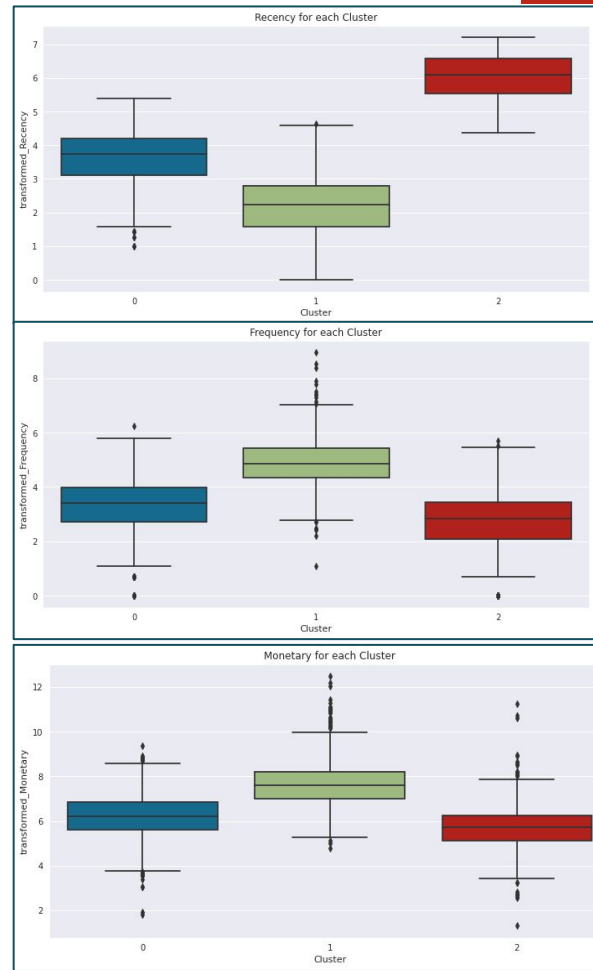 Recency for each Cluster
7
6
5
4
3
2
1
0
transformed_Recency
0 1 2
Cluster
Frequency for each Cluster
8
6
4
2
0
transformed_Frequency
0 1 2
Cluster
Monetary for each Cluster
12
10
8
6
4
2
transformed_Monetary
0 1 2
Cluster